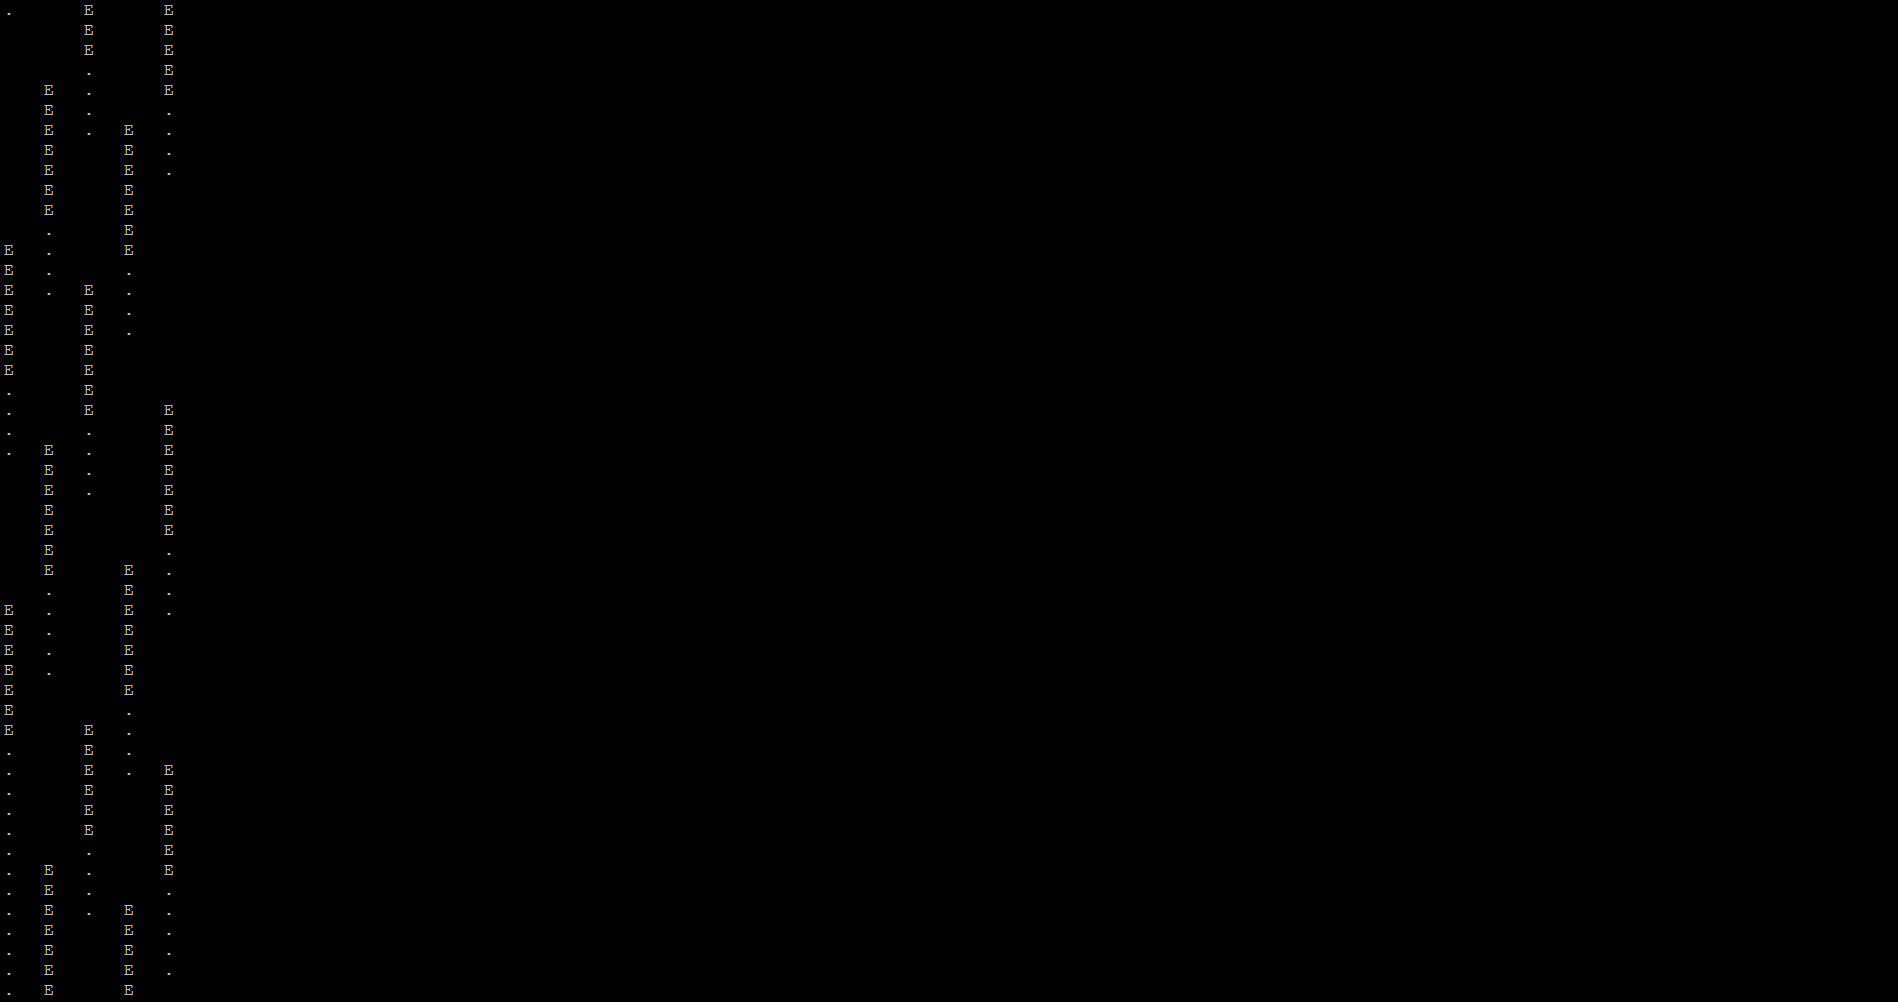 .       E       E
        E       E
        E       E
        .       E
    E   .       E
    E   .       .
    E   .   E   .
    E       E   .
    E       E   .
    E       E
    E       E
    .       E
E   .       E
E   .       .
E   .   E   .
E       E   .
E       E   .
E       E
E       E
.       E
.       E       E
.       .       E
.   E   .       E
    E   .       E
    E   .       E
    E           E
    E           E
    E           .
    E       E   .
    .       E   .
E   .       E   .
E   .       E
E   .       E
E   .       E
E           E
E           .
E       E   .
.       E   .
.       E   .   E
.       E       E
.       E       E
.       E       E
.       .       E
.   E   .       E
.   E   .       .
.   E   .   E   .
.   E       E   .
.   E       E   .
.   E       E   .
.   E       E